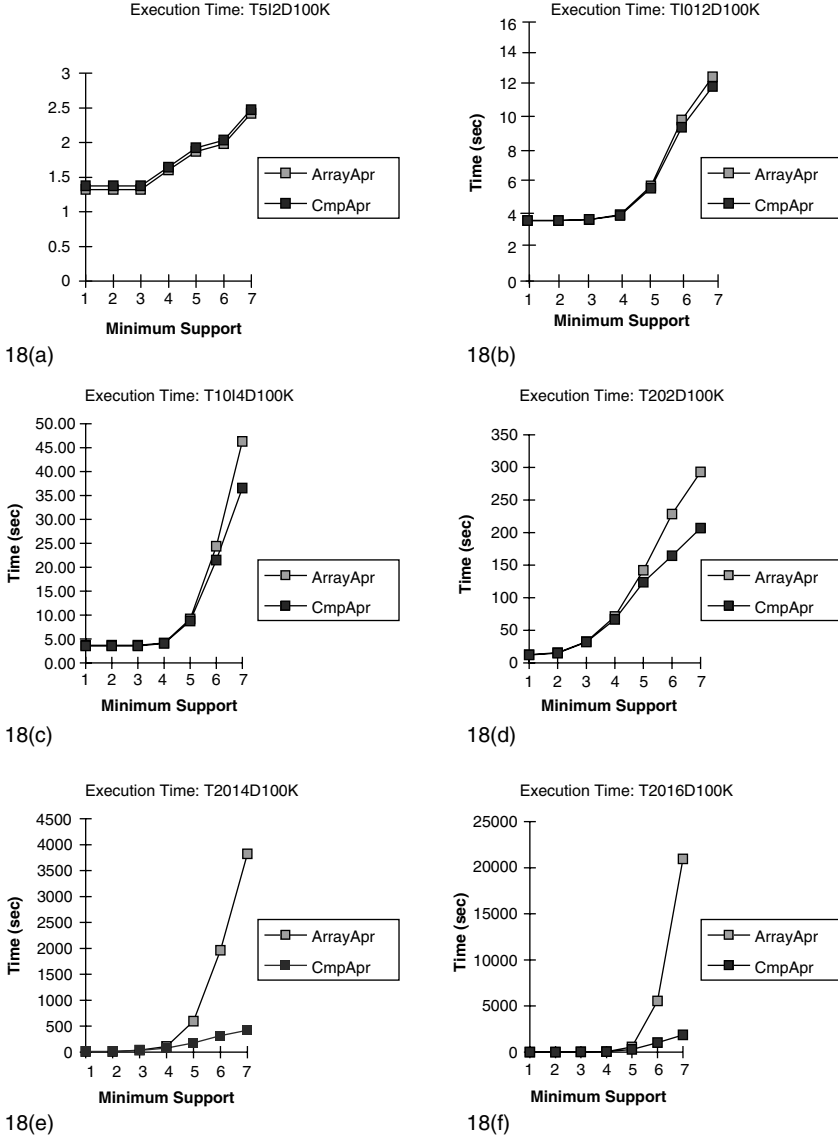 Execution Time: T5I2D100K
3
2.5
2
1.5
1
0.5
0
1 2 3 4 5 6 7
Minimum Support
ArrayApr
CmpApr
18(a)
Execution Time: TI012D100K
16
14
12
10
8
6
4
2
0
Time (sec)
1 2 3 4 5 6 7
Minimum Support
ArrayApr
CmpApr
18(b)
Execution Time: T10I4D100K
50.00
45.00
40.00
35.00
30.00
25.00
20.00
15.00
10.00
5.00
0.00
Time (sec)
1 2 3 4 5 6 7
Minimum Support
ArrayApr
CmpApr
18(c)
Execution Time: T202D100K
350
300
250
200
150
100
50
0
Time (sec)
1 2 3 4 5 6 7
Minimum Support
ArrayApr
CmpApr
18(d)
Execution Time: T2014D100K
4500
4000
3500
3000
2500
2000
1500
1000
500
0
Time (sec)
1 2 3 4 5 6 7
Minimum Support
ArrayApr
CmpApr
18(e)
Execution Time: T2016D100K
25000
20000
15000
10000
5000
0
Time (sec)
1 2 3 4 5 6 7
Minimum Support
ArrayApr
CmpApr
18(f)